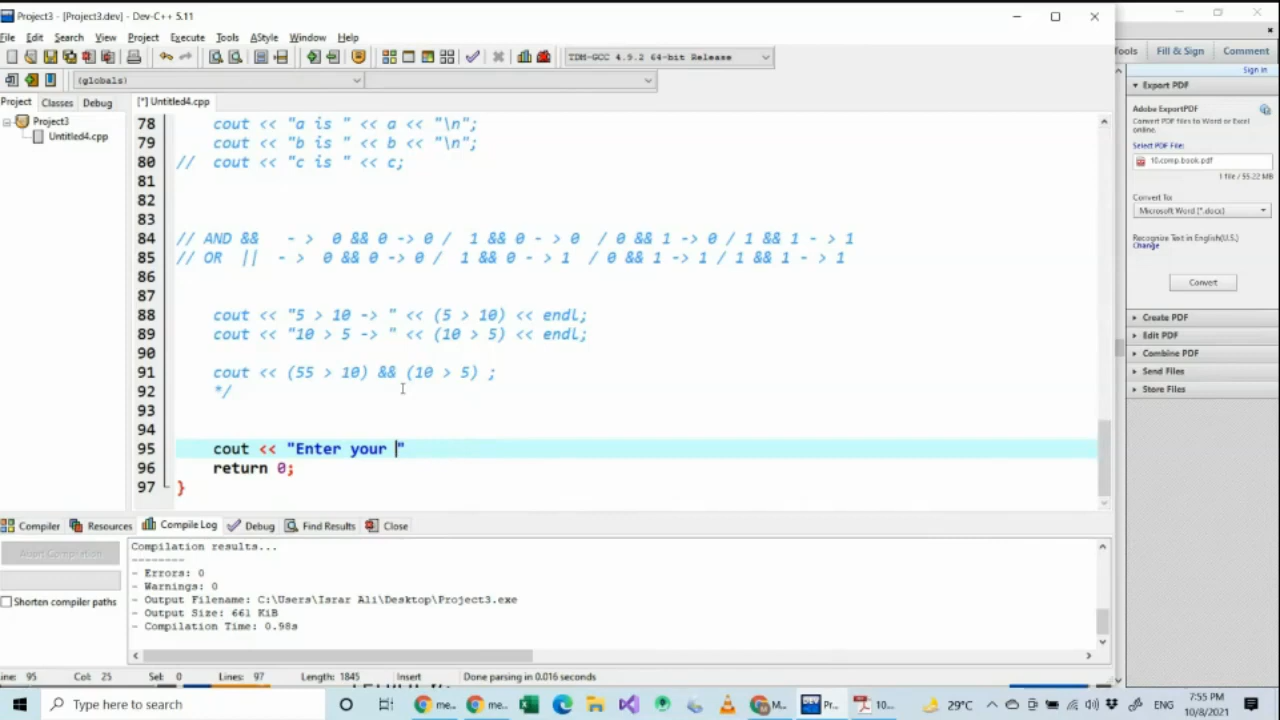 Project3 - [Project3.dev] - Dev-C++ 5.11
File Edit Search View Project Execute Tools AStyle Window Help
TDM-GCC 4.9.2 64-bit Release
(globals)
Project Classes Debug
[*] Untitled4.cpp
Project3
Untitled4.cpp
78 cout << "a is " << a << "\n";
79 cout << "b is " << b << "\n";
80 // cout << "c is " << c;
81
82
83
84 // AND && - > 0 && 0 -> 0 / 1 && 0 - > 0 / 0 && 1 -> 0 / 1 && 1 - > 1
85 // OR || - > 0 && 0 -> 0 / 1 && 0 - > 1 / 0 && 1 -> 1 / 1 && 1 - > 1
86
87
88 cout << "5 > 10 -> " << (5 > 10) << endl;
89 cout << "10 > 5 -> " << (10 > 5) << endl;
90
91 cout << (55 > 10) && (10 > 5) ;
92 */
93
94
95 cout << "Enter your "
96 return 0;
97 }
Compiler Resources Compile Log Debug Find Results Close
Abort Compilation
Shorten compiler paths
Compilation results...
--------
- Errors: 0
- Warnings: 0
- Output Filename: C:\Users\Israr Ali\Desktop\Project3.exe
- Output Size: 661 KiB
- Compilation Time: 0.98s
Line: 95 Col: 25 Sel: 0 Lines: 97 Length: 1845 Insert Done parsing in 0.016 seconds
Tools Fill & Sign Comment
Sign In
Export PDF
Adobe ExportPDF
Convert PDF files to Word or Excel
online.
Select PDF File:
10.comp.book.pdf
1 file / 55.22 MB
Convert To:
Microsoft Word (*.docx)
Recognize Text in English(U.S.)
Change
Convert
Create PDF
Edit PDF
Combine PDF
Send Files
Store Files
Type here to search
me... me... M... Pr... 10...
29°C
ENG
7:55 PM
10/8/2021